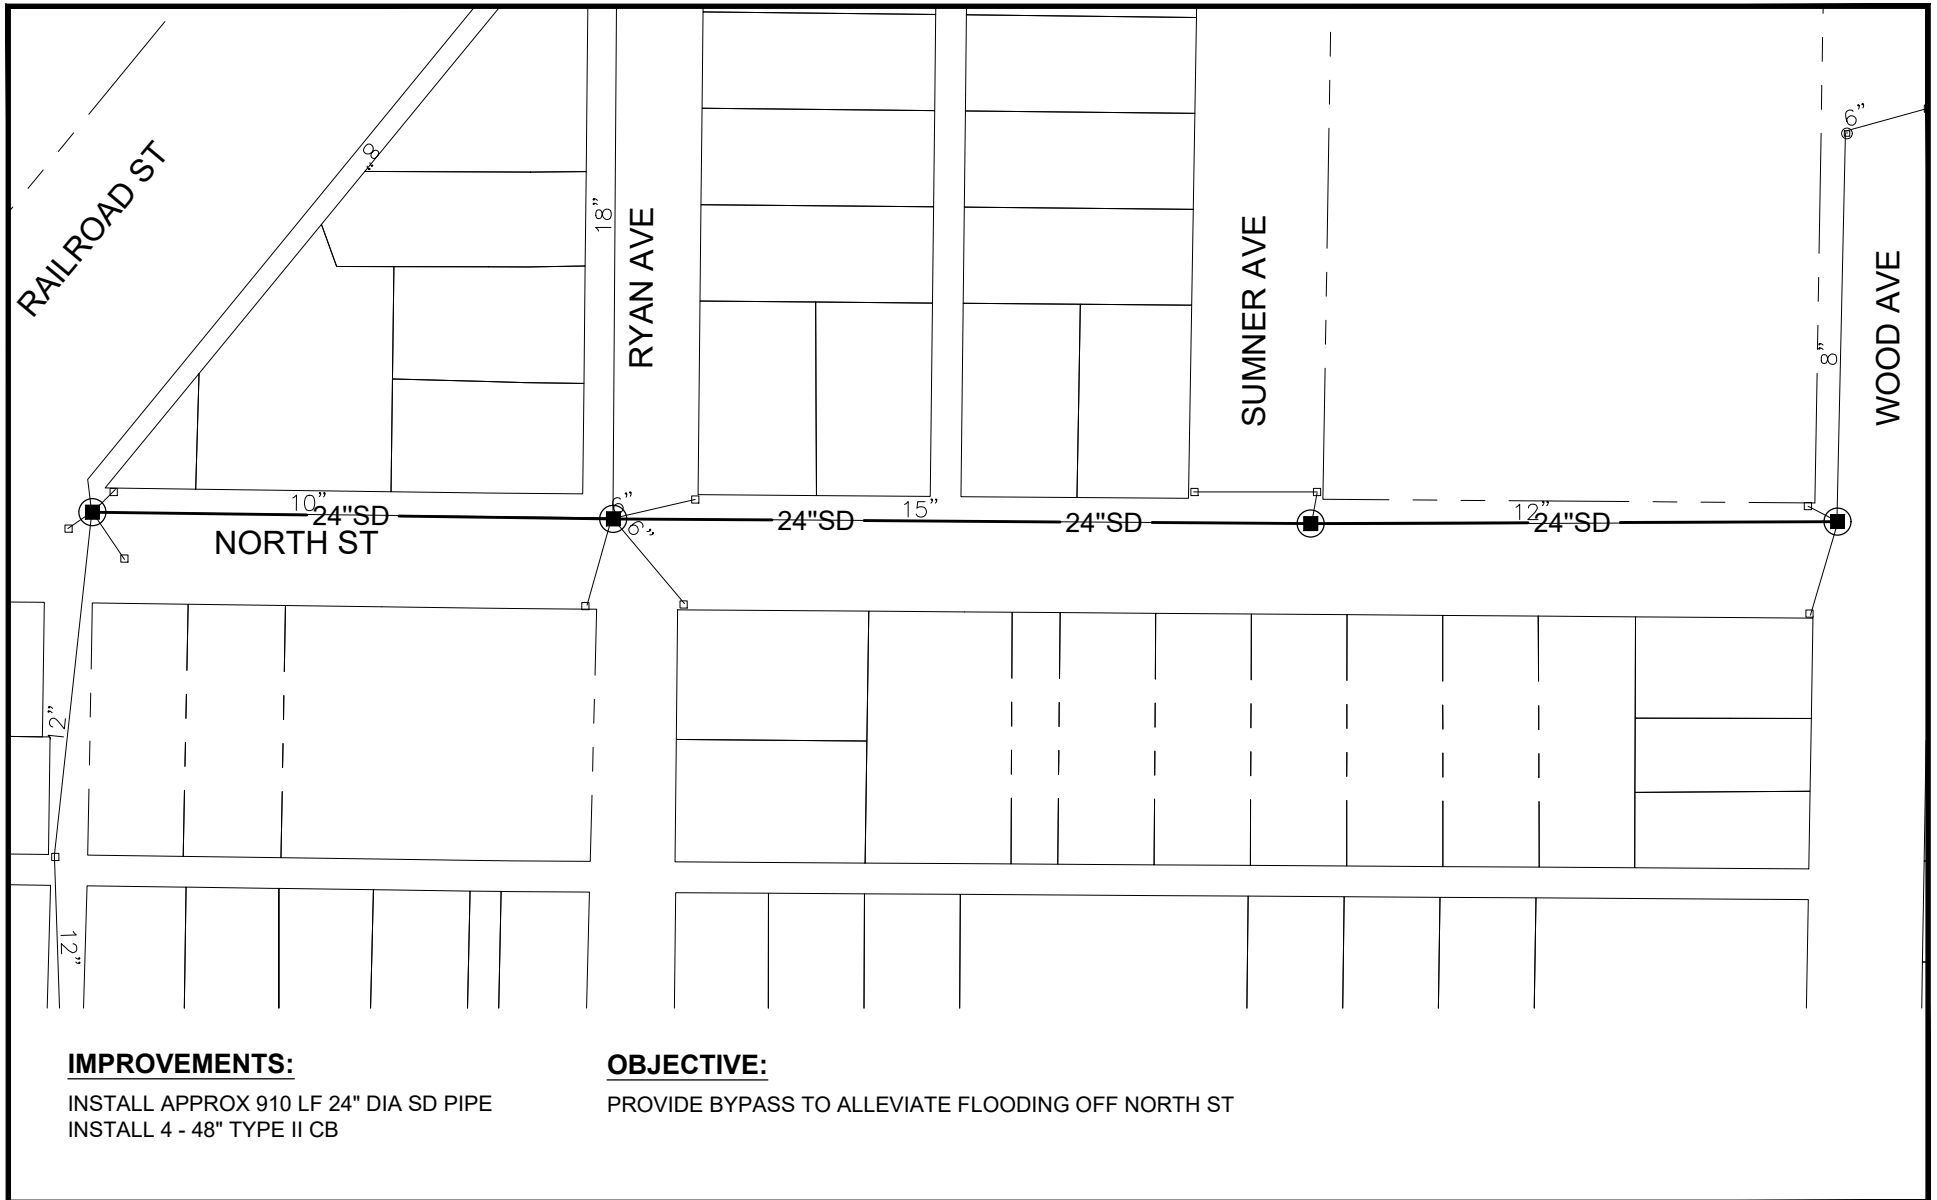 6”
RAILROAD ST
8"
18”
RYAN AVE
SUMNER AVE
WOOD AVE
8”
10”
24"SD
NORTH ST
6”
6”
24"SD
15”
24"SD
12”
24"SD
12”
12”
IMPROVEMENTS:
INSTALL APPROX 910 LF 24" DIA SD PIPE
INSTALL 4 - 48" TYPE II CB
OBJECTIVE:
PROVIDE BYPASS TO ALLEVIATE FLOODING OFF NORTH ST